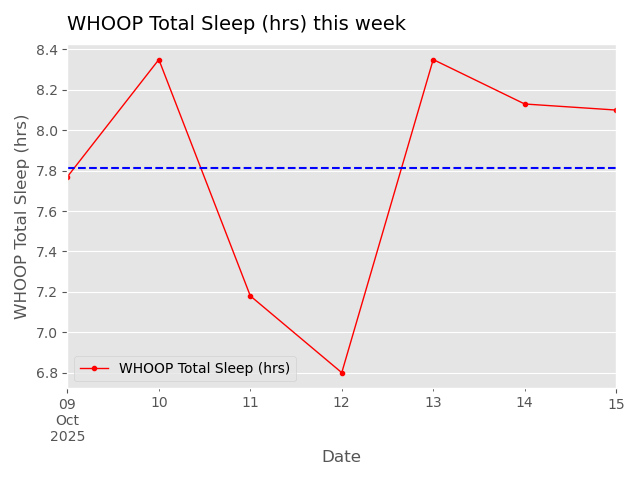 WHOOP Total Sleep (hrs) this week
WHOOP Total Sleep (hrs)
8.4
8.2
8.0
7.8
7.6
7.4
7.2
7.0
6.8
WHOOP Total Sleep (hrs)
09 10 11 12 13 14 15
Oct
2025
Date